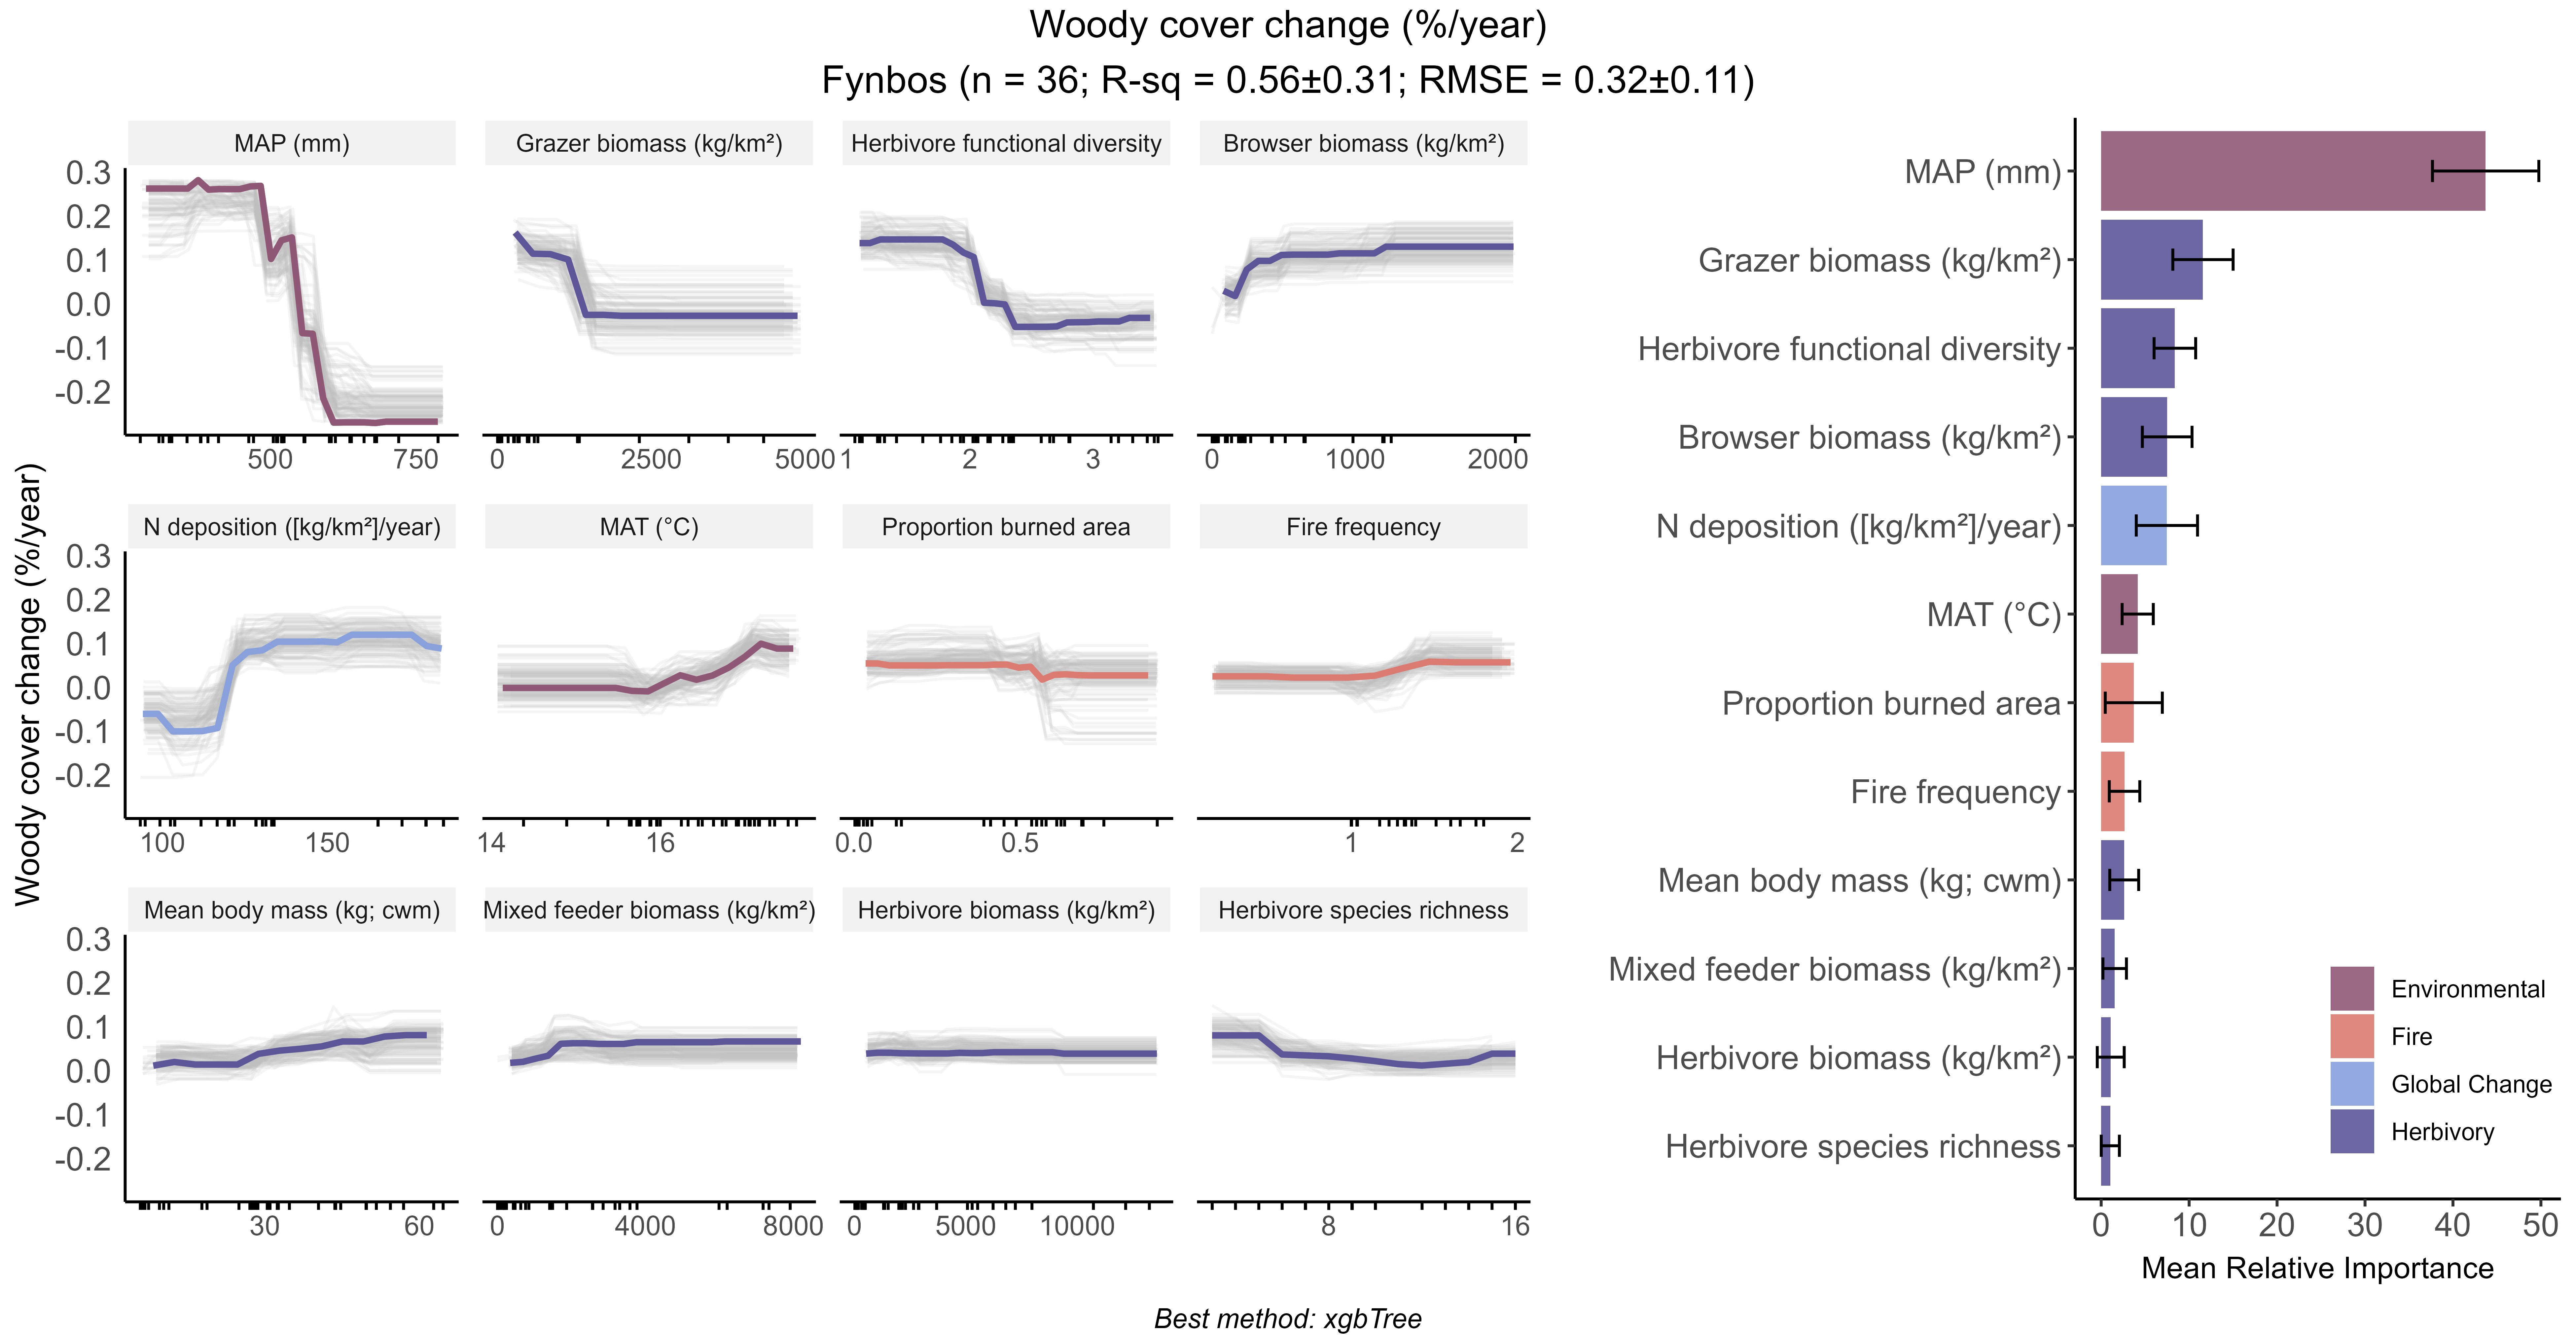 Woody cover change (%/year)
Fynbos (n = 36; R-sq = 0.56±0.31; RMSE = 0.32±0.11)
Woody cover change (%/year)
MAP (mm)
Grazer biomass (kg/km²)
Herbivore functional diversity
Browser biomass (kg/km²)
0.3
0.2
0.1
0.0
-0.1
-0.2
500 750
0 2500 5000
1 2 3
0 1000 2000
N deposition ([kg/km²]/year)
MAT (°C)
Proportion burned area
Fire frequency
0.3
0.2
0.1
0.0
-0.1
-0.2
100 150
14 16
0.0 0.5
1 2
Mean body mass (kg; cwm)
Mixed feeder biomass (kg/km²)
Herbivore biomass (kg/km²)
Herbivore species richness
0.3
0.2
0.1
0.0
-0.1
-0.2
30 60
0 4000 8000
0 5000 10000
8 16
MAP (mm)
Grazer biomass (kg/km²)
Herbivore functional diversity
Browser biomass (kg/km²)
N deposition ([kg/km²]/year)
MAT (°C)
Proportion burned area
Fire frequency
Mean body mass (kg; cwm)
Mixed feeder biomass (kg/km²)
Herbivore biomass (kg/km²)
Herbivore species richness
Environmental
Fire
Global Change
Herbivory
0 10 20 30 40 50
Mean Relative Importance
Best method: xgbTree